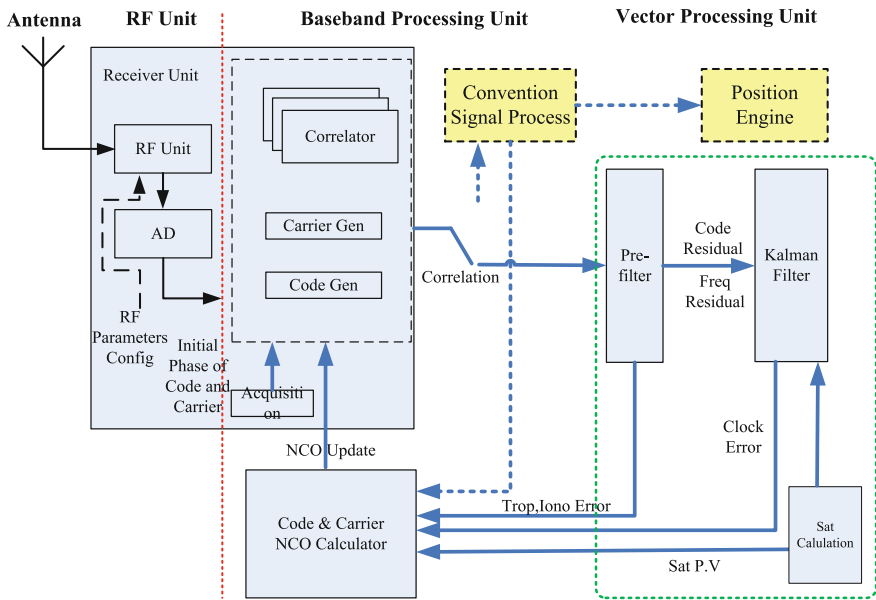 Antenna
RF Unit
Baseband Processing Unit
Vector Processing Unit
Receiver Unit
RF Unit
AD
RF
Parameters
Config
Initial
Phase of
Code and
Carrier
Correlator
Carrier Gen
Code Gen
Acquisiti
on
Convention
Signal Process
Position
Engine
Correlation
Pre-
filter
Code
Residual
Freq
Residual
Kalman
Filter
Clock
Error
NCO Update
Code & Carrier
NCO Calculator
Trop,Iono Error
Sat P.V
Sat
Calulation